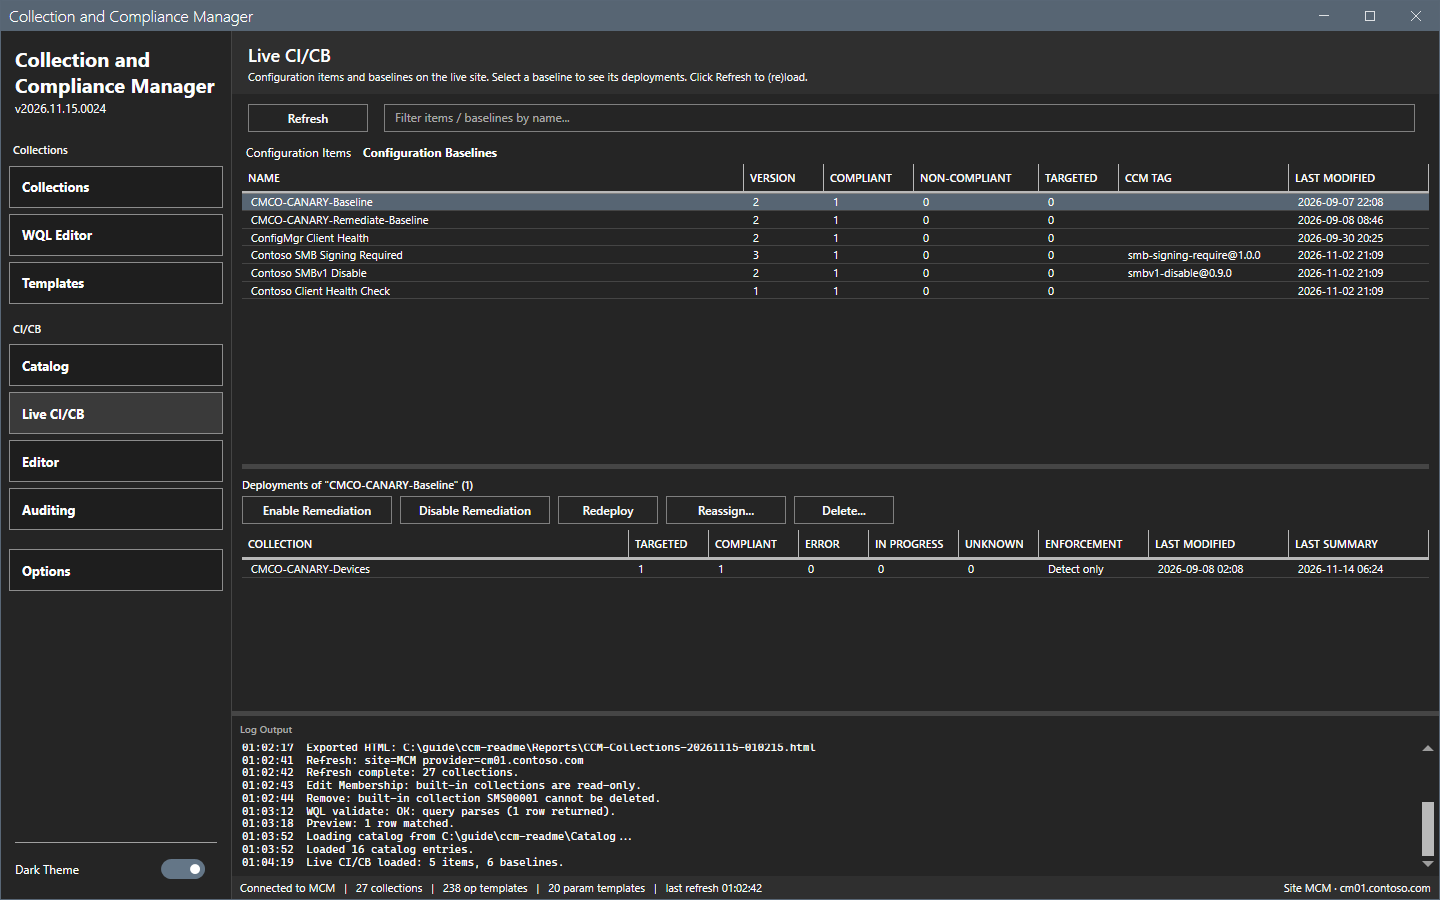 Collection and Compliance Manager
Collection and
Compliance Manager
v2026.11.15.0024
Collections
Collections
WQL Editor
Templates
CI/CB
Catalog
Live CI/CB
Editor
Auditing
Options
Dark Theme
Live CI/CB
Configuration items and baselines on the live site. Select a baseline to see its deployments. Click Refresh to (re)load.
Refresh
Filter items / baselines by name...
Configuration Items Configuration Baselines
NAME VERSION COMPLIANT NON-COMPLIANT TARGETED CCM TAG LAST MODIFIED
CMCO-CANARY-Baseline 2 1 0 0 2026-09-07 22:08
CMCO-CANARY-Remediate-Baseline 2 1 0 0 2026-09-08 08:46
ConfigMgr Client Health 2 1 0 0 2026-09-30 20:25
Contoso SMB Signing Required 3 1 0 0 smb-signing-require@1.0.0 2026-11-02 21:09
Contoso SMBv1 Disable 2 1 0 0 smbv1-disable@0.9.0 2026-11-02 21:09
Contoso Client Health Check 1 1 0 0 2026-11-02 21:09
Deployments of "CMCO-CANARY-Baseline" (1)
Enable Remediation Disable Remediation Redeploy Reassign... Delete...
COLLECTION TARGETED COMPLIANT ERROR IN PROGRESS UNKNOWN ENFORCEMENT LAST MODIFIED LAST SUMMARY
CMCO-CANARY-Devices 1 1 0 0 0 Detect only 2026-09-08 02:08 2026-11-14 06:24
Log Output
01:02:17 Exported HTML: C:\guide\ccm-readme\Reports\CCM-Collections-20261115-010215.html
01:02:41 Refresh: site=MCM provider=cm01.contoso.com
01:02:42 Refresh complete: 27 collections.
01:02:43 Edit Membership: built-in collections are read-only.
01:02:44 Remove: built-in collection SMS00001 cannot be deleted.
01:03:12 WQL validate: OK: query parses (1 row returned).
01:03:18 Preview: 1 row matched.
01:03:52 Loading catalog from C:\guide\ccm-readme\Catalog...
01:03:52 Loaded 16 catalog entries.
01:04:19 Live CI/CB loaded: 5 items, 6 baselines.
Connected to MCM | 27 collections | 238 op templates | 20 param templates | last refresh 01:02:42
Site MCM · cm01.contoso.com